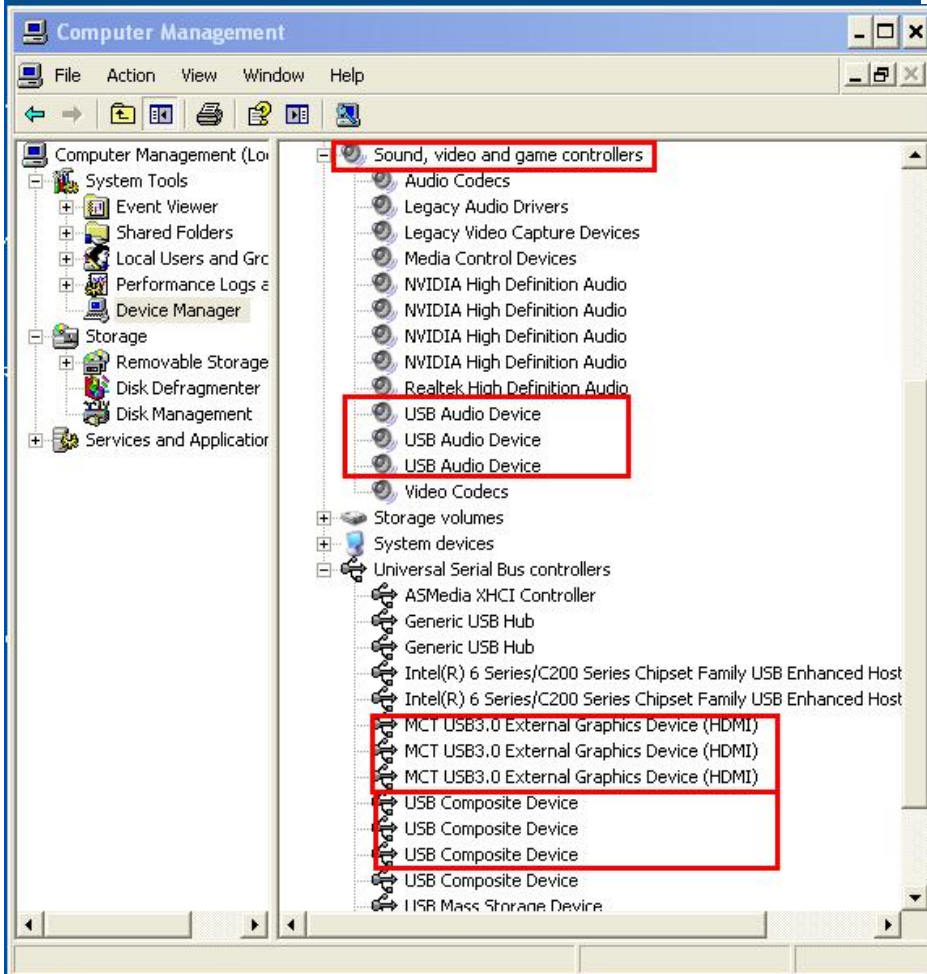 Computer Management
File Action View Window Help
Computer Management (Lo
System Tools
Event Viewer
Shared Folders
Local Users and Gro
Performance Logs a
Device Manager
Storage
Removable Storage
Disk Defragmenter
Disk Management
Services and Application
Sound, video and game controllers
Audio Codecs
Legacy Audio Drivers
Legacy Video Capture Devices
Media Control Devices
NVIDIA High Definition Audio
NVIDIA High Definition Audio
NVIDIA High Definition Audio
NVIDIA High Definition Audio
Realtek High Definition Audio
USB Audio Device
USB Audio Device
USB Audio Device
Video Codecs
Storage volumes
System devices
Universal Serial Bus controllers
ASMedia XHCI Controller
Generic USB Hub
Generic USB Hub
Intel(R) 6 Series/C200 Series Chipset Family USB Enhanced Host
Intel(R) 6 Series/C200 Series Chipset Family USB Enhanced Host
MCT USB3.0 External Graphics Device (HDMI)
MCT USB3.0 External Graphics Device (HDMI)
MCT USB3.0 External Graphics Device (HDMI)
USB Composite Device
USB Composite Device
USB Composite Device
USB Composite Device
USB Mass Storage Device